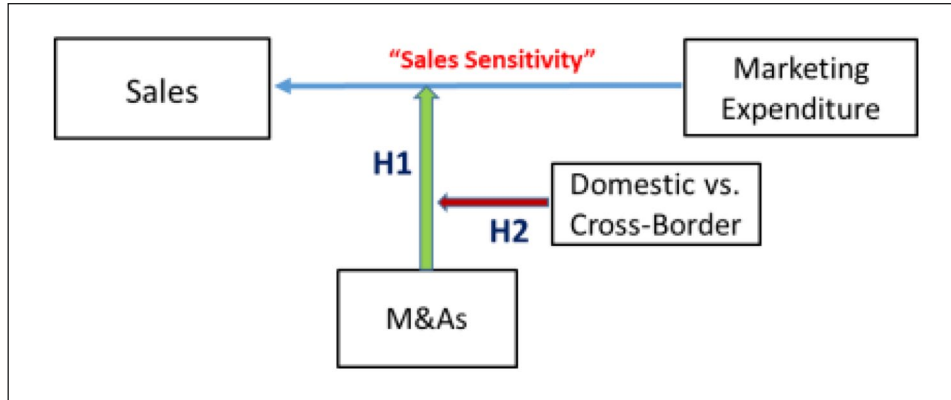 “Sales Sensitivity”
Sales
Marketing
Expenditure
H1
Domestic vs.
Cross-Border
H2
M&As